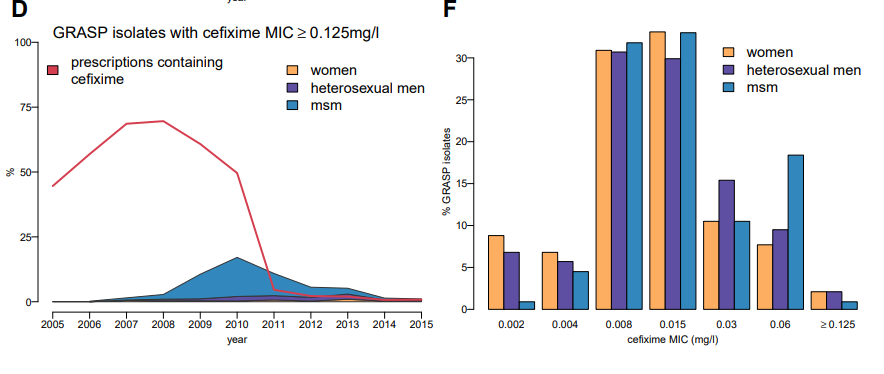 year
D
GRASP isolates with cefixime MIC ≥ 0.125mg/l
prescriptions containing
cefixime
women
heterosexual men
msm
100
75
50
25
0
%
2005 2006 2007 2008 2009 2010 2011 2012 2013 2014 2015
year
F
women
heterosexual men
msm
30
25
20
15
10
5
0
% GRASP isolates
0.002 0.004 0.008 0.015 0.03 0.06 ≥ 0.125
cefixime MIC (mg/l)